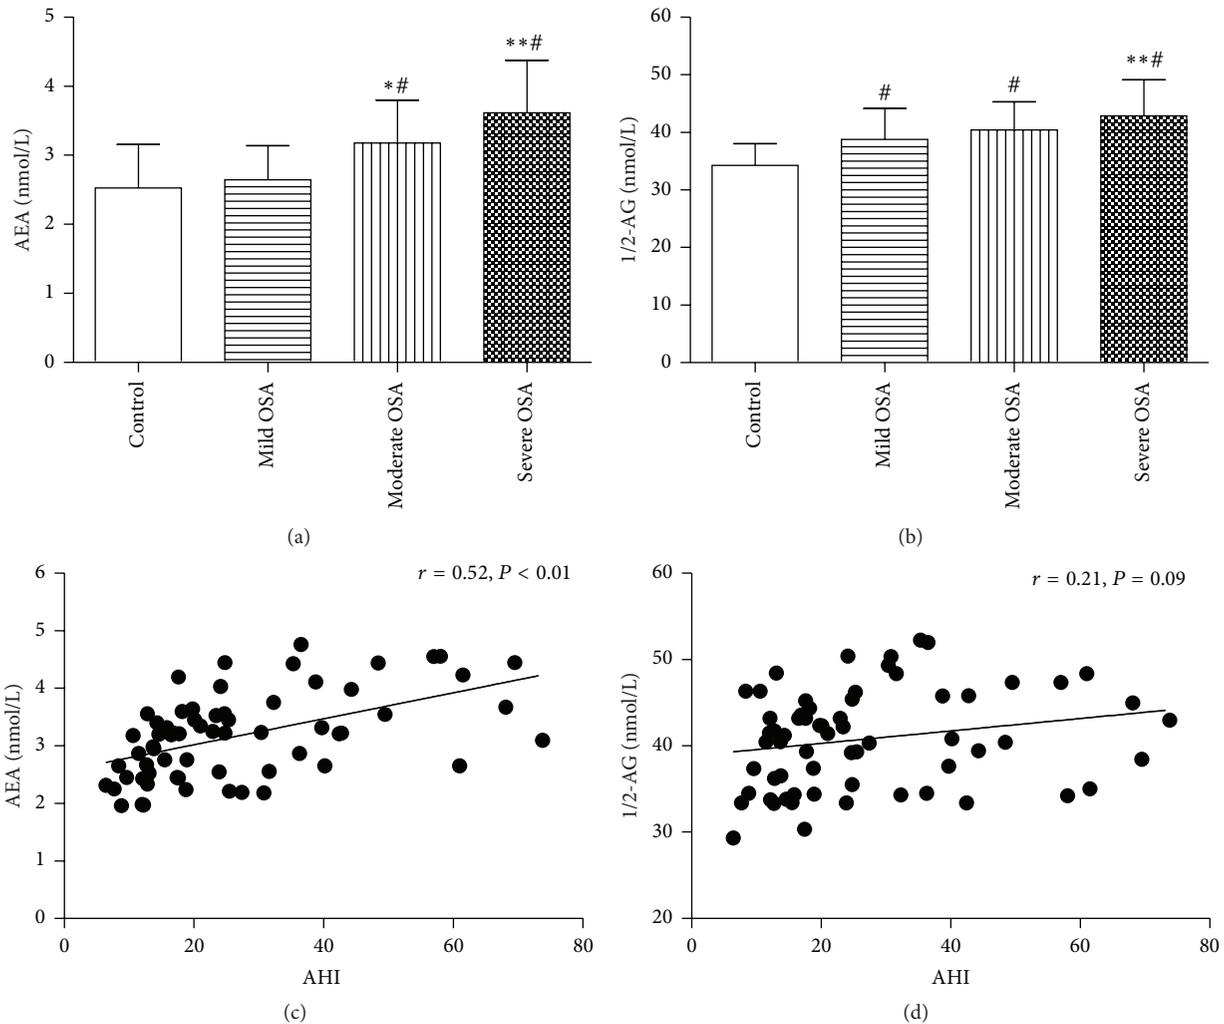 5
4
3
2
1
0
AEA (nmol/L)
*#
**#
Control
Mild OSA
Moderate OSA
Severe OSA
(a)
60
50
40
30
20
10
0
1/2-AG (nmol/L)
#
#
**#
Control
Mild OSA
Moderate OSA
Severe OSA
(b)
6
5
4
3
2
1
0
AEA (nmol/L)
r = 0.52, P < 0.01
0 20 40 60 80
AHI
(c)
60
50
40
30
20
1/2-AG (nmol/L)
r = 0.21, P = 0.09
0 20 40 60 80
AHI
(d)